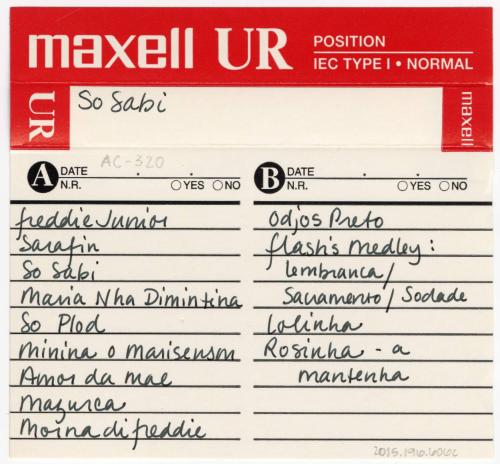 maxell UR POSITION
IEC TYPE I • NORMAL
UR So Sabi maxell
AC-320
A DATE . .
N.R. YES NO
freddie Junior
Sarafin
So Sabi
Maria Nha Dimintina
So Plod
Minina o Marisensm
Amor da mae
Mazurca
Morna di freddie
B DATE . .
N.R. YES NO
Odjos Preto
flash's medley:
lembranca/
Sacramento/Sodade
Lolinha
Rosinha - a
mantenha
2015.196.606c